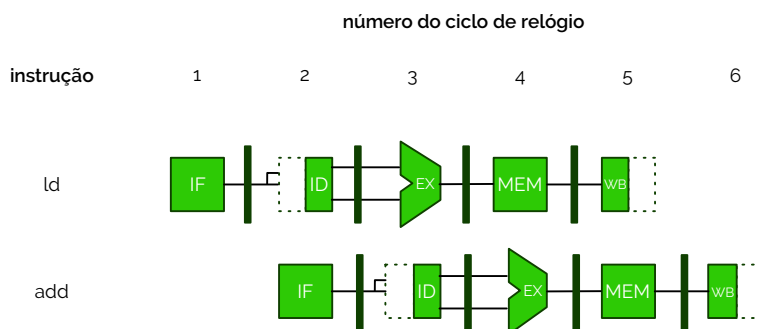 número do ciclo de relógio
instrução 1 2 3 4 5 6
ld IF ID EX MEM WB
add IF ID EX MEM WB